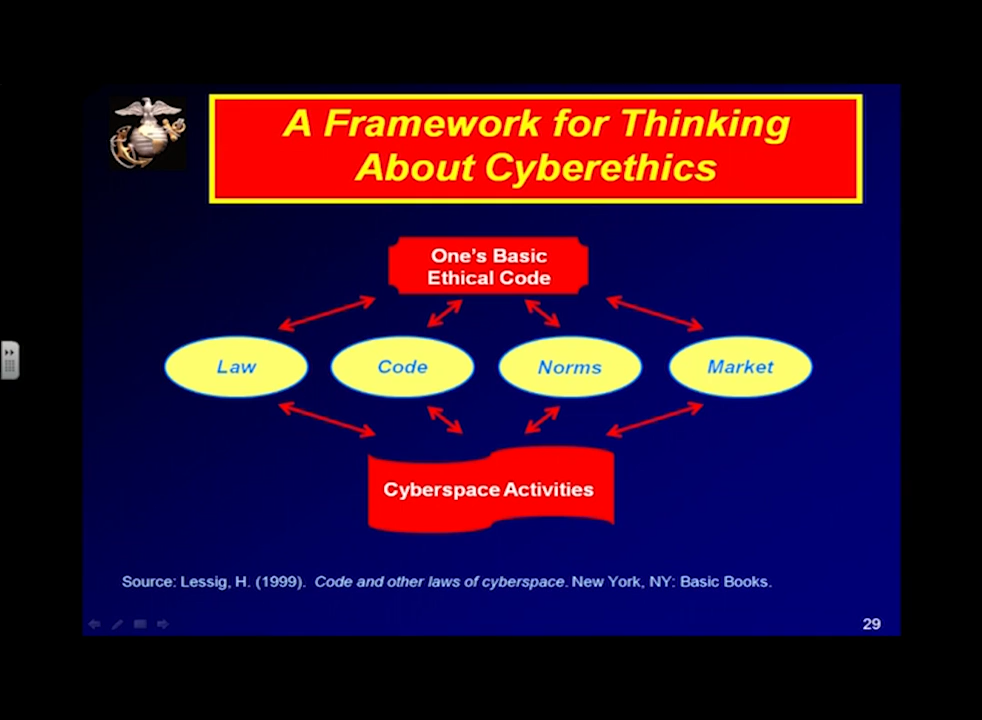 A Framework for Thinking
About Cyberethics
One's Basic
Ethical Code
Law
Code
Norms
Market
Cyberspace Activities
Source: Lessig, H. (1999). Code and other laws of cyberspace. New York, NY: Basic Books.
29